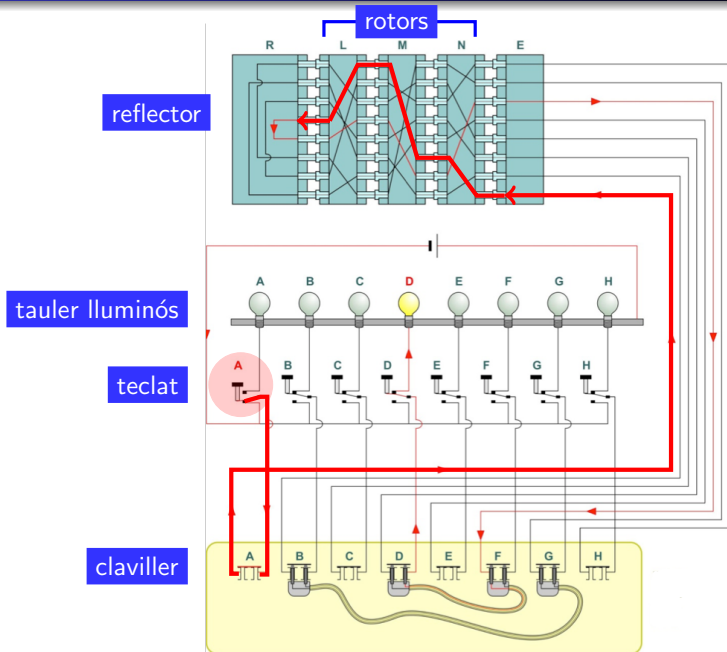 rotors
R L M N E
reflector
A B C D E F G H
tauler lluminós
A B C D E F G H
teclat
A B C D E F G H
claviller